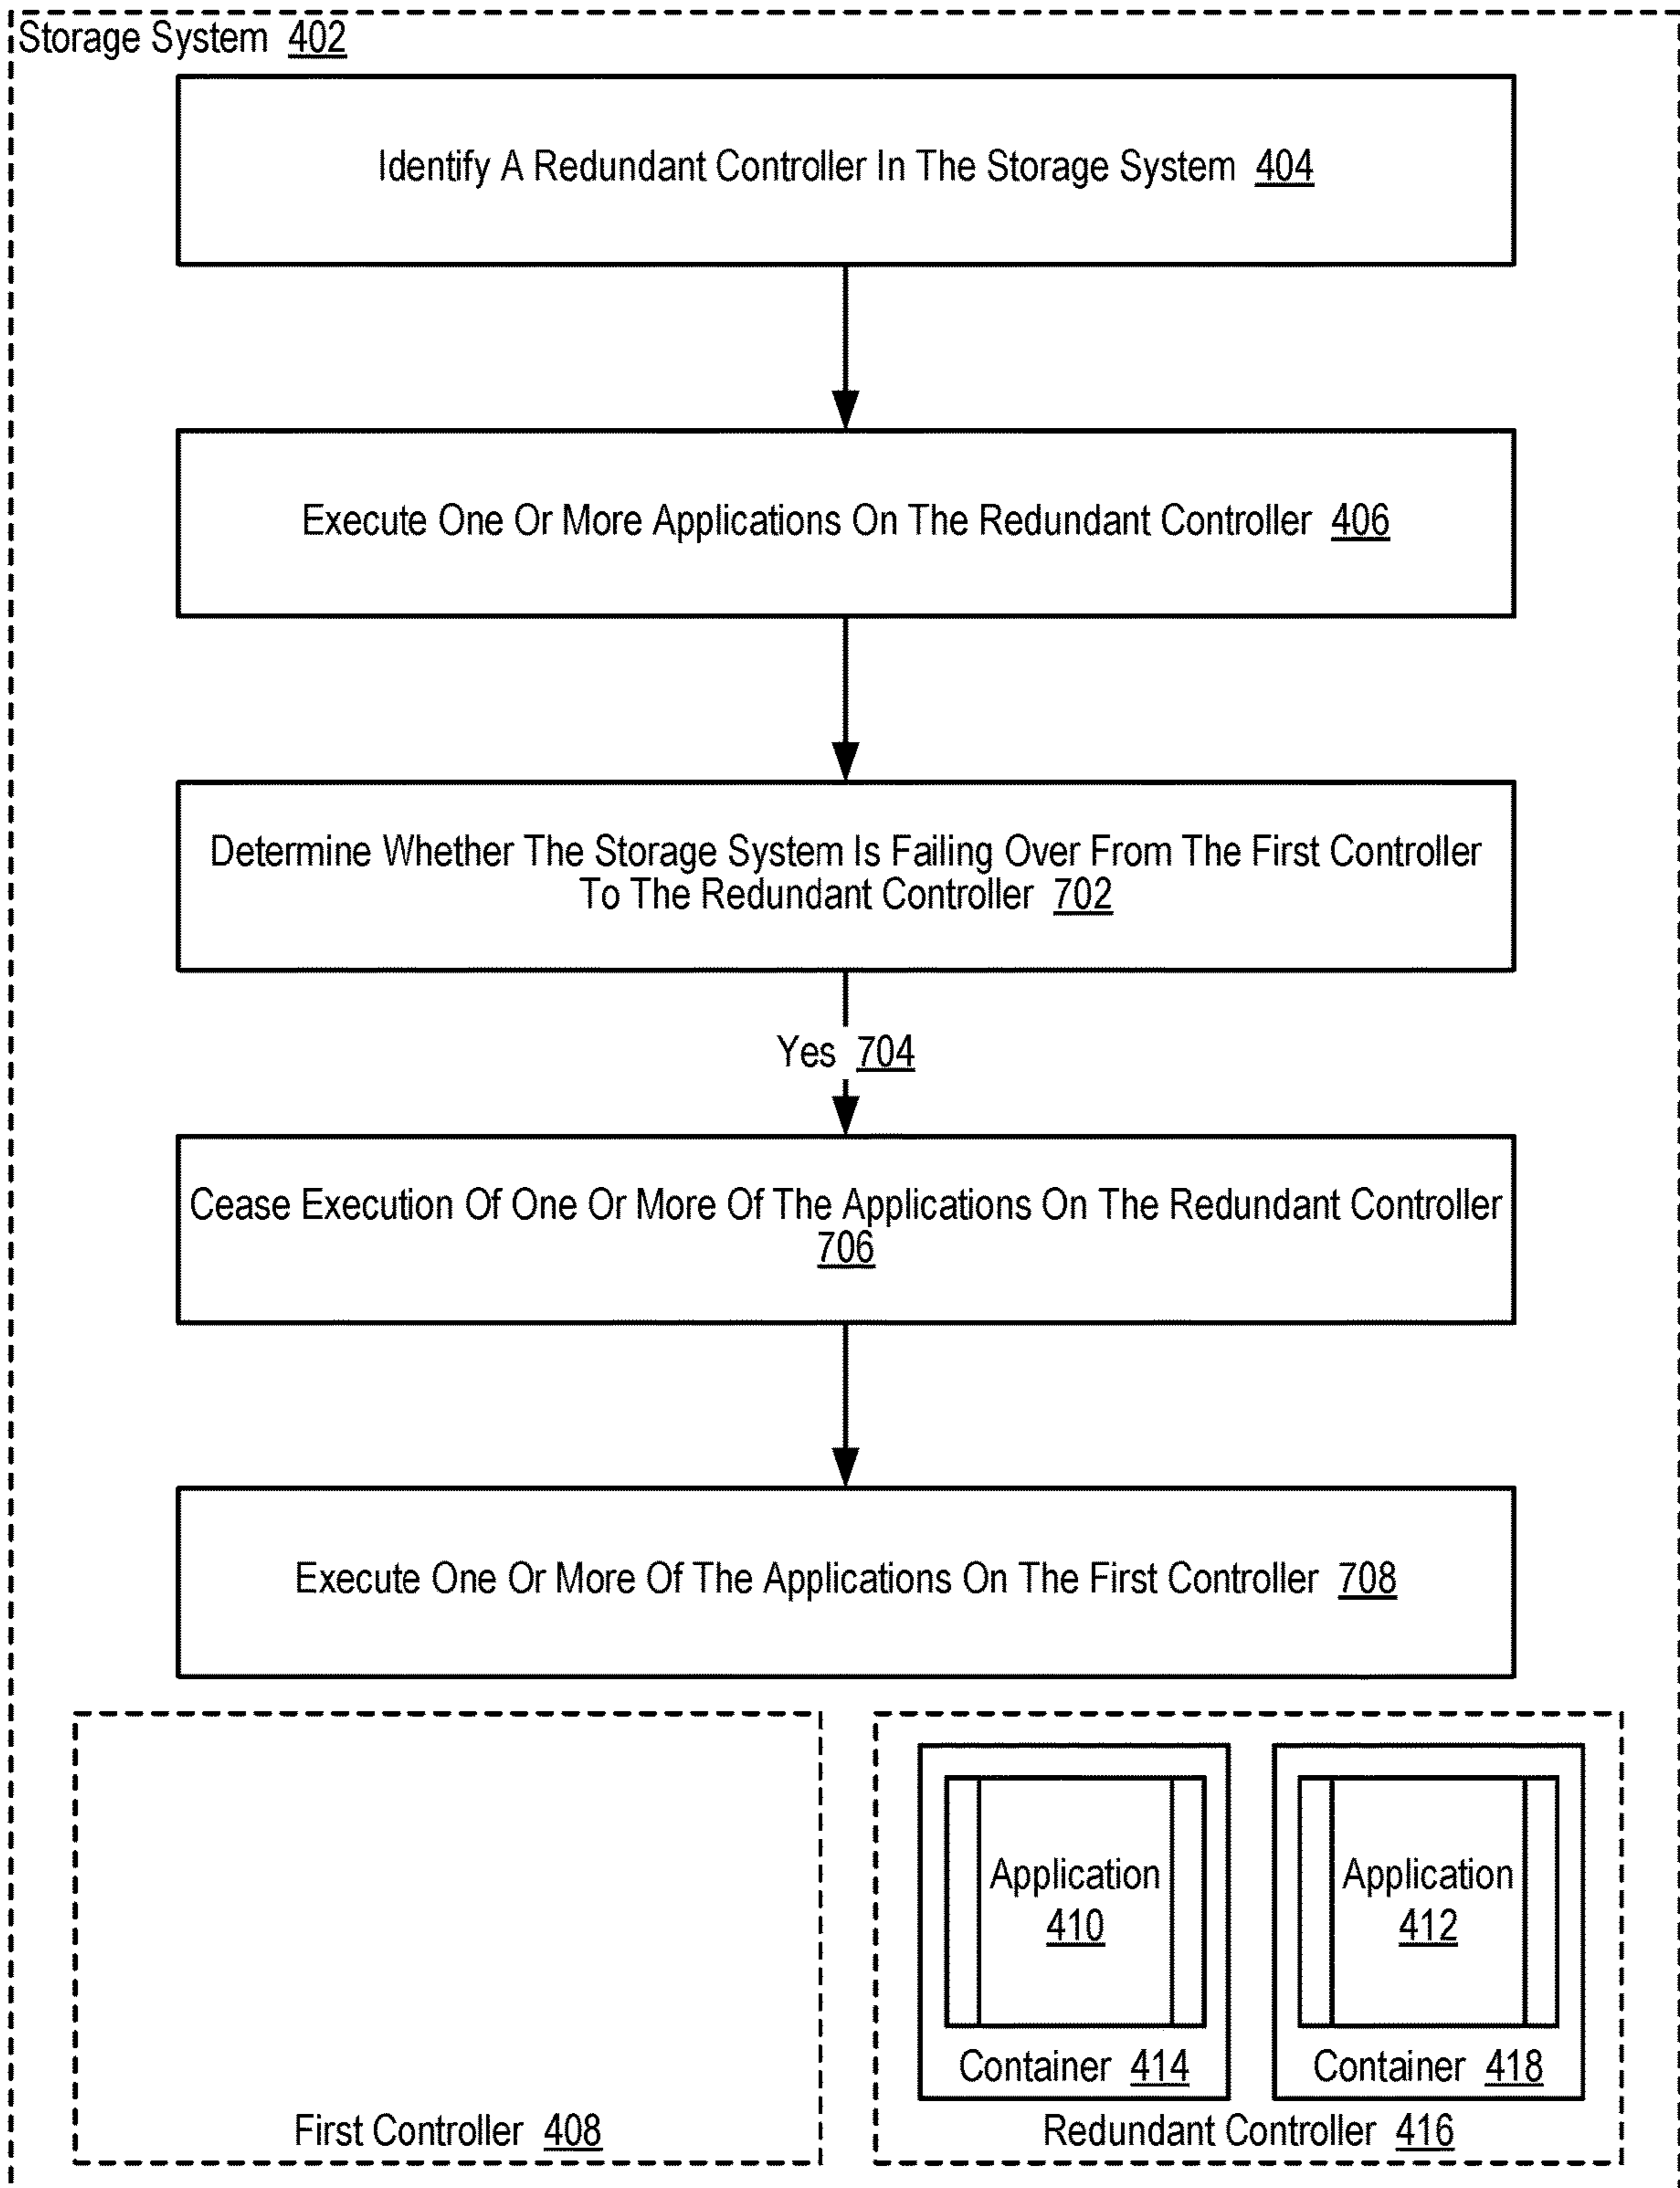 Storage System 402
Identify A Redundant Controller In The Storage System 404
Execute One Or More Applications On The Redundant Controller 406
Determine Whether The Storage System Is Failing Over From The First Controller
To The Redundant Controller 702
Yes 704
Cease Execution Of One Or More Of The Applications On The Redundant Controller
706
Execute One Or More Of The Applications On The First Controller 708
Application
410
Container 414
Application
412
Container 418
First Controller 408
Redundant Controller 416